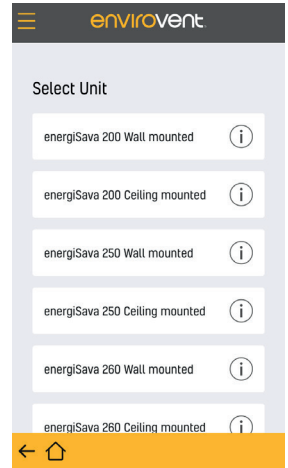 envirovent
Select Unit
energiSava 200 Wall mounted
energiSava 200 Ceiling mounted
energiSava 250 Wall mounted
energiSava 250 Ceiling mounted
energiSava 260 Wall mounted
energiSava 260 Ceiling mounted